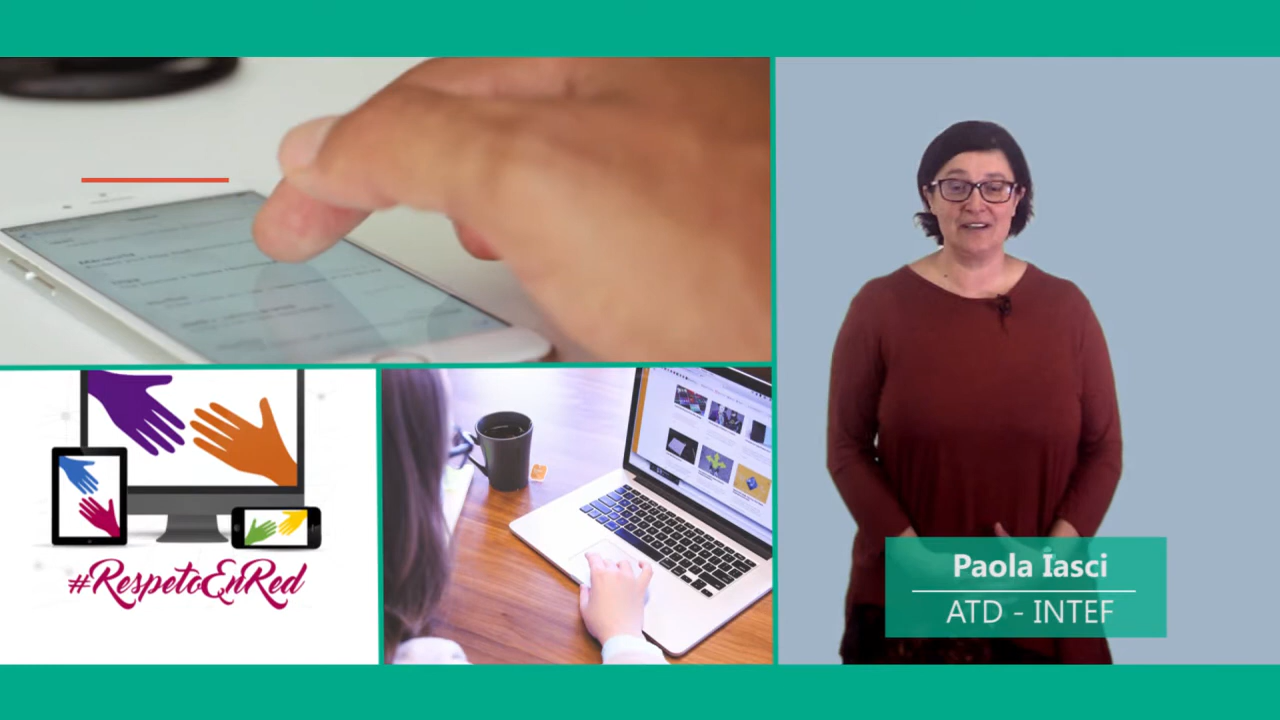 #RespetoEnRed
Paola Iasci
ATD - INTEF